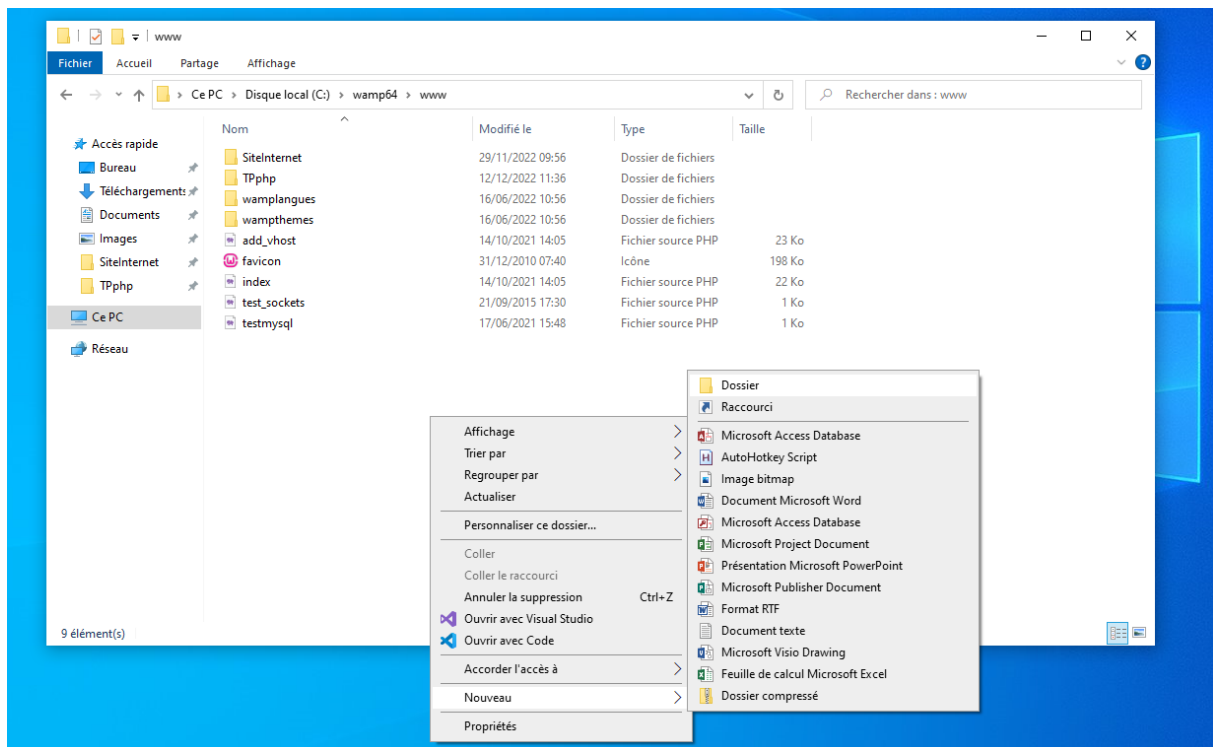 www
Fichier Accueil Partage Affichage
Ce PC > Disque local (C:) > wamp64 > www
Rechercher dans : www
Nom Modifié le Type Taille
Accès rapide
Bureau
Téléchargements
Documents
Images
SiteInternet
TPphp
Ce PC
Réseau
SiteInternet 29/11/2022 09:56 Dossier de fichiers
TPphp 12/12/2022 11:36 Dossier de fichiers
wamplangues 16/06/2022 10:56 Dossier de fichiers
wampthemes 16/06/2022 10:56 Dossier de fichiers
add_vhost 14/10/2021 14:05 Fichier source PHP 23 Ko
favicon 31/12/2010 07:40 Icône 198 Ko
index 14/10/2021 14:05 Fichier source PHP 22 Ko
test_sockets 21/09/2015 17:30 Fichier source PHP 1 Ko
testmysql 17/06/2021 15:48 Fichier source PHP 1 Ko
Affichage
Trier par
Regrouper par
Actualiser
Personnaliser ce dossier...
Coller
Coller le raccourci
Annuler la suppression Ctrl+Z
Ouvrir avec Visual Studio
Ouvrir avec Code
Accorder l'accès à
Nouveau
Propriétés
Dossier
Raccourci
Microsoft Access Database
AutoHotkey Script
Image bitmap
Document Microsoft Word
Microsoft Access Database
Microsoft Project Document
Présentation Microsoft PowerPoint
Microsoft Publisher Document
Format RTF
Document texte
Microsoft Visio Drawing
Feuille de calcul Microsoft Excel
Dossier compressé
9 élément(s)